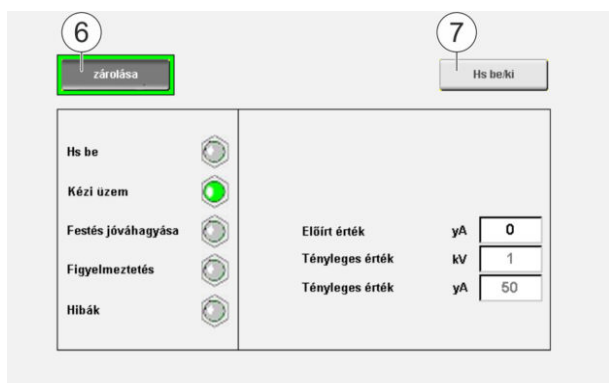 6
7
zárolása
Hs be/ki
Hs be
Kézi üzem
Festés jóváhagyása
Figyelmeztetés
Hibák
Előírt érték yA 0
Tényleges érték kV 1
Tényleges érték yA 50